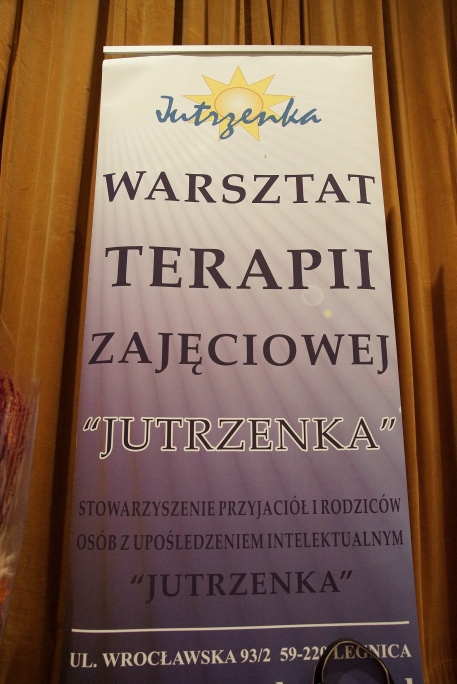 Jutrzenka
WARSZTAT
TERAPII
ZAJĘCIOWEJ
“JUTRZENKA”
STOWARZYSZENIE PRZYJACIÓŁ I RODZICÓW
OSÓB Z UPOŚLEDZENIEM INTELEKTUALNYM
“JUTRZENKA”
UL. WROCŁAWSKA 93/2 59-220 LEGNICA